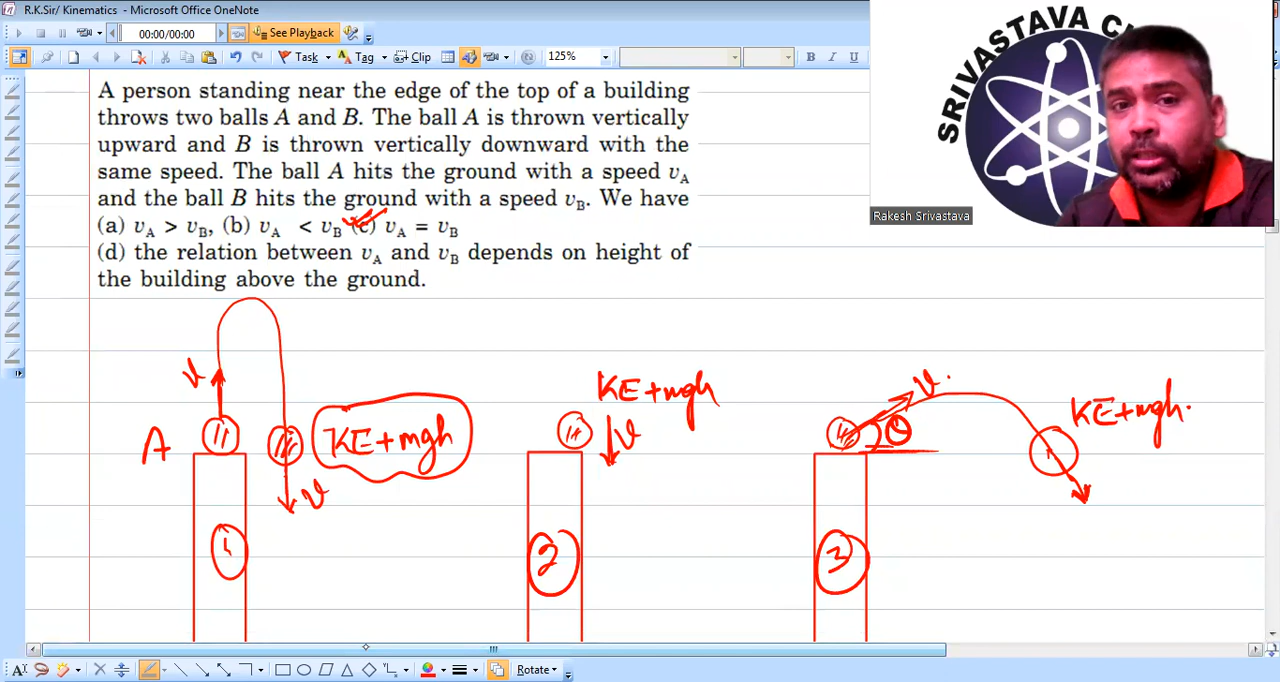 R.K.Sir/ Kinematics - Microsoft Office OneNote
SRIVASTAVA C
00:00/00:00
See Playback
Task
Tag
Clip
125%
B I U
A person standing near the edge of the top of a building
throws two balls A and B. The ball A is thrown vertically
upward and B is thrown vertically downward with the
same speed. The ball A hits the ground with a speed vA
and the ball B hits the ground with a speed vB. We have
(a) vA > vB, (b) vA < vB (c) vA = vB
(d) the relation between vA and vB depends on height of
the building above the ground.
Rakesh Srivastava
v
A
KE+mgh
v
1
KE+mgh
v
2
v
θ
KE+mgh.
3
Rotate